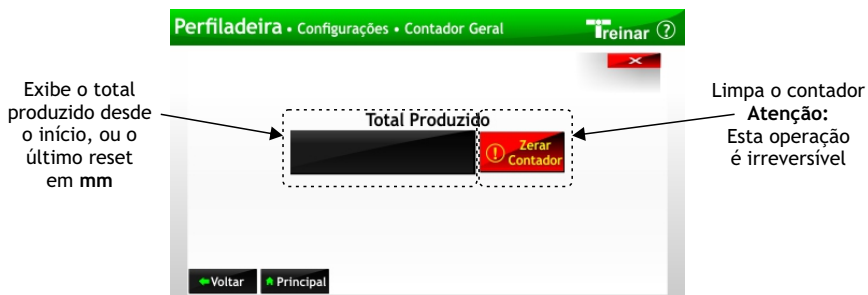 Perfiladeira • Configurações • Contador Geral
Treinar ?
Exibe o total
produzido desde
o início, ou o
último reset
em mm
Total Produzido
! Zerar
Contador
Limpa o contador
Atenção:
Esta operação
é irreversível
Voltar
Principal